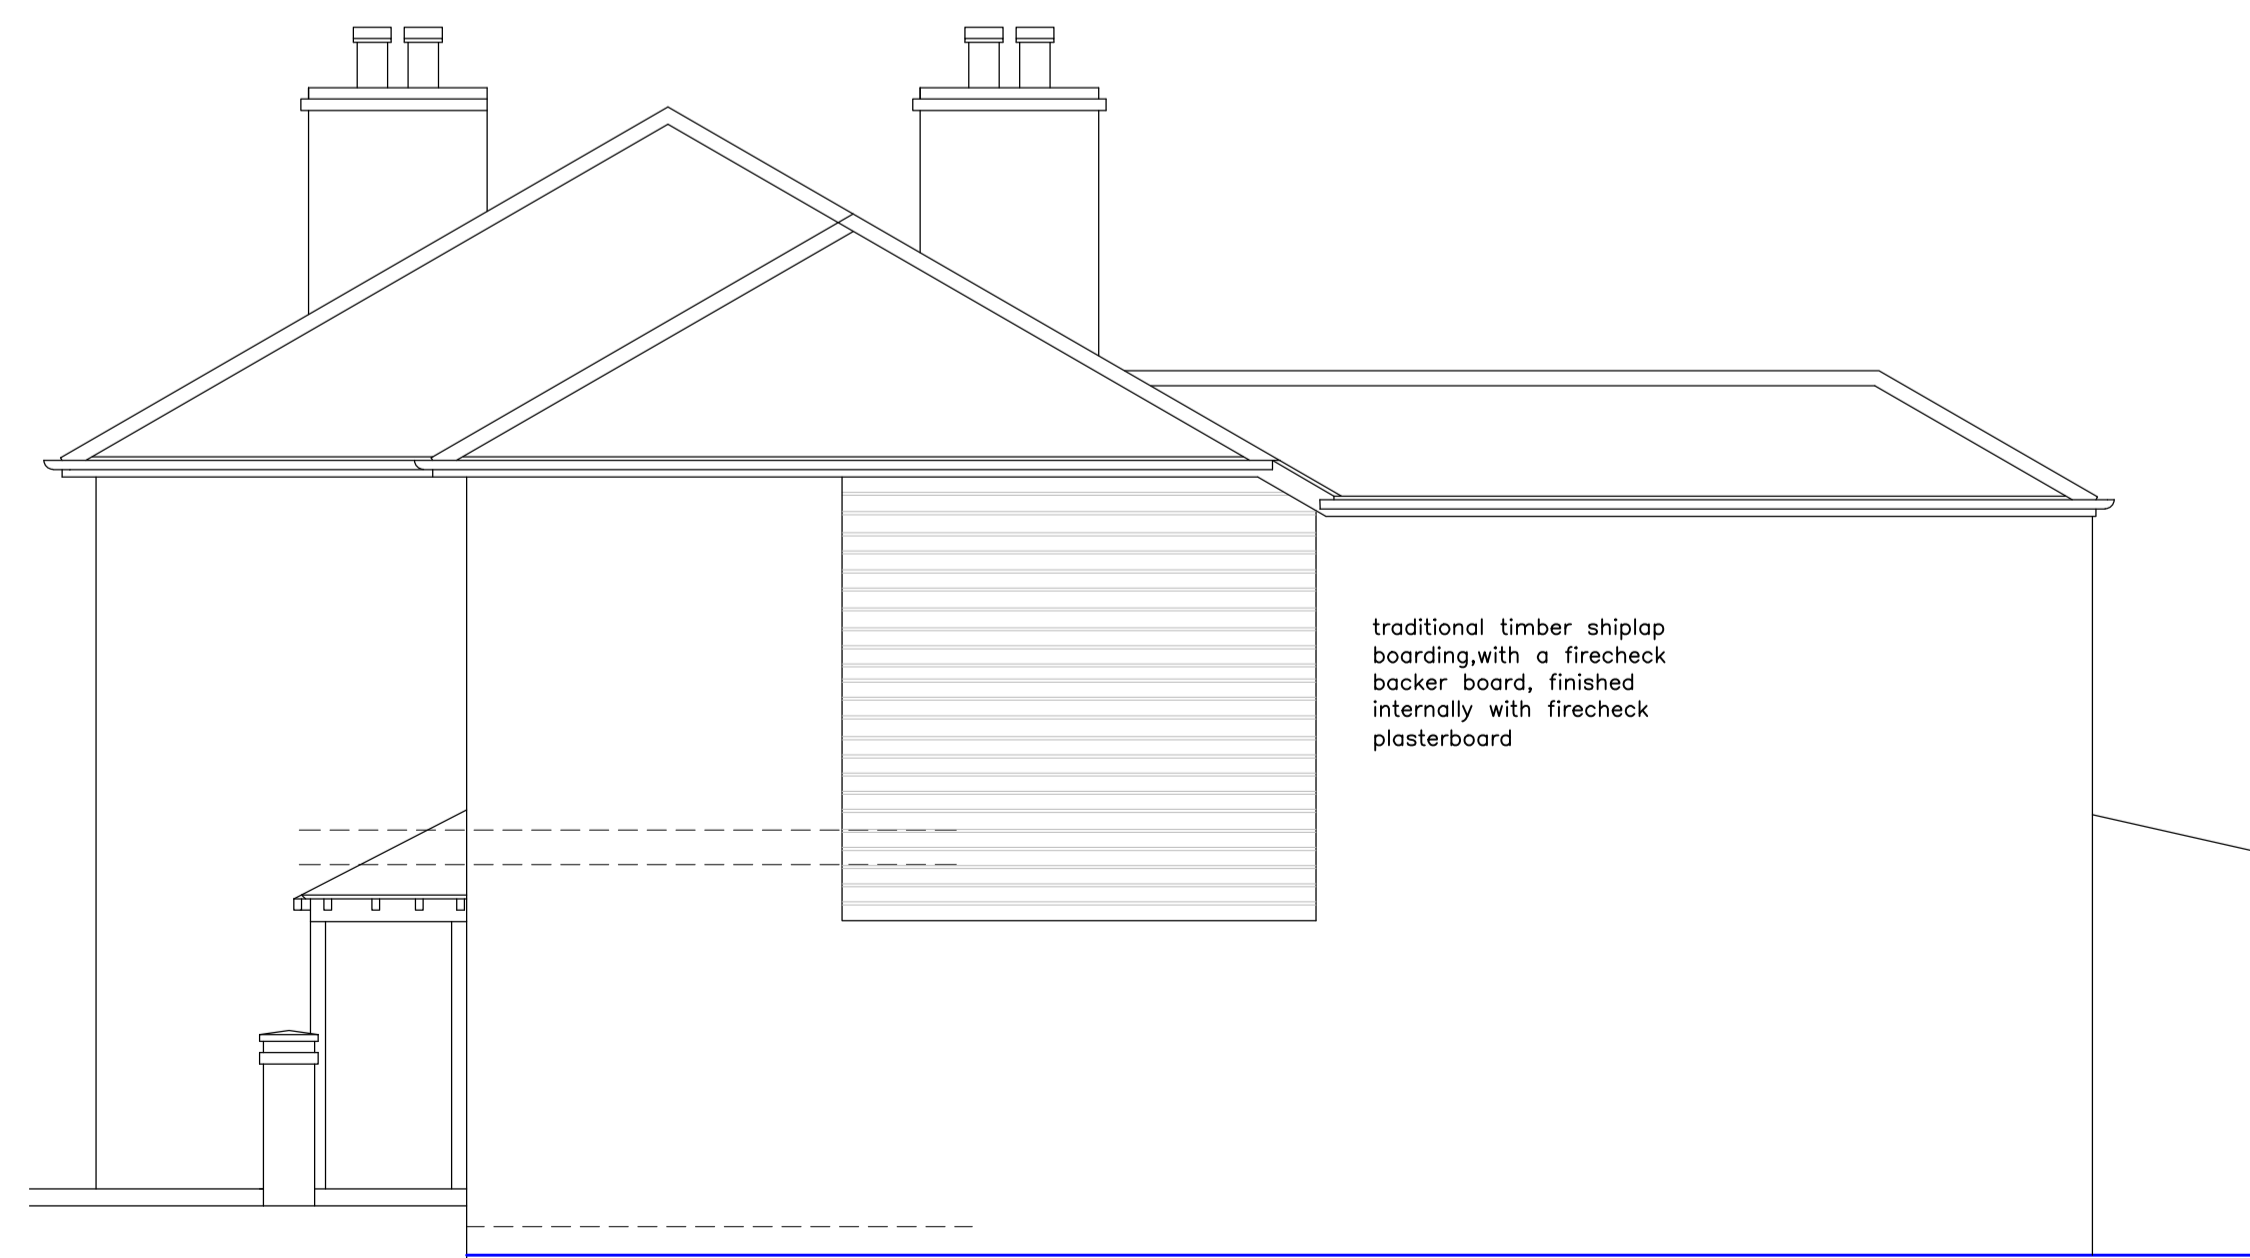 traditional timber shiplap
boarding,with a firecheck
backer board, finished
internally with firecheck
plasterboard